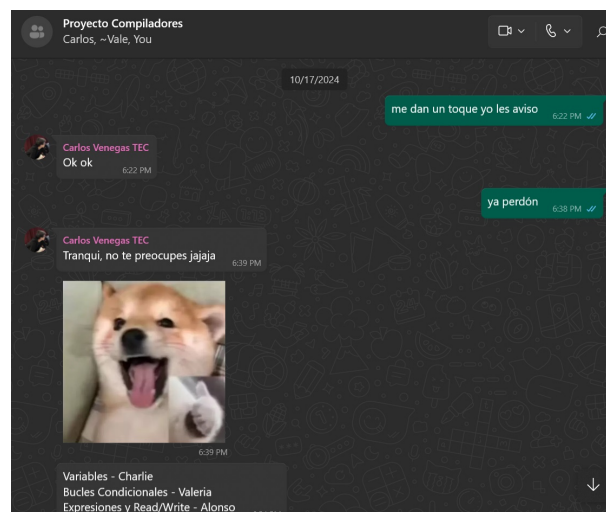 Proyecto Compiladores
Carlos, ~Vale, You
10/17/2024
me dan un toque yo les aviso
6:22 PM
Carlos Venegas TEC
Ok ok
6:22 PM
ya perdón
6:38 PM
Carlos Venegas TEC
Tranqui, no te preocupes jajaja
6:39 PM
6:39 PM
Variables - Charlie
Bucles Condicionales - Valeria
Expresiones y Read/Write - Alonso